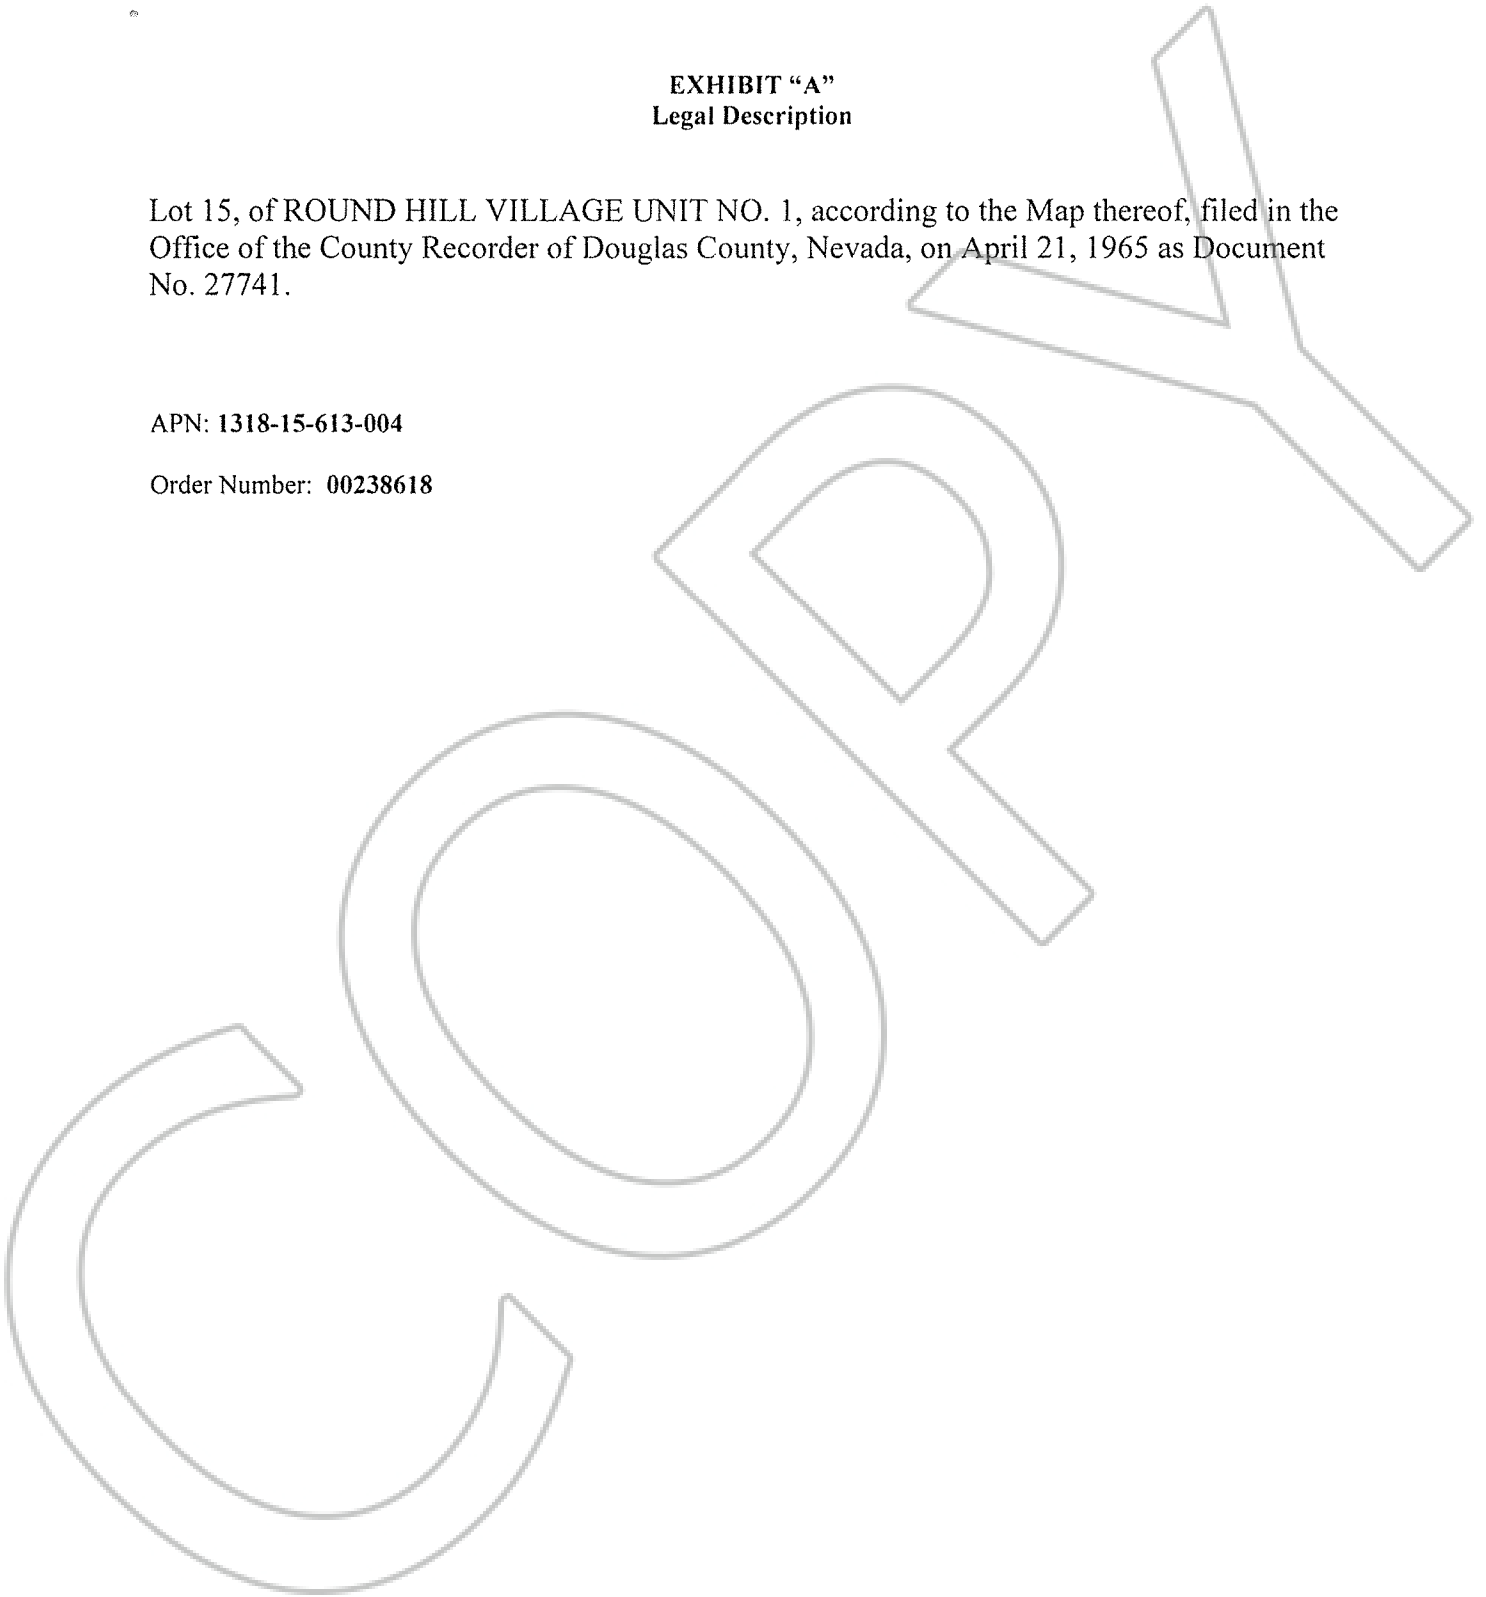 EXHIBIT “A”
Legal Description
Lot 15, of ROUND HILL VILLAGE UNIT NO. 1, according to the Map thereof, filed in the
Office of the County Recorder of Douglas County, Nevada, on April 21, 1965 as Document
No. 27741.
APN: 1318-15-613-004
Order Number: 00238618
COPY